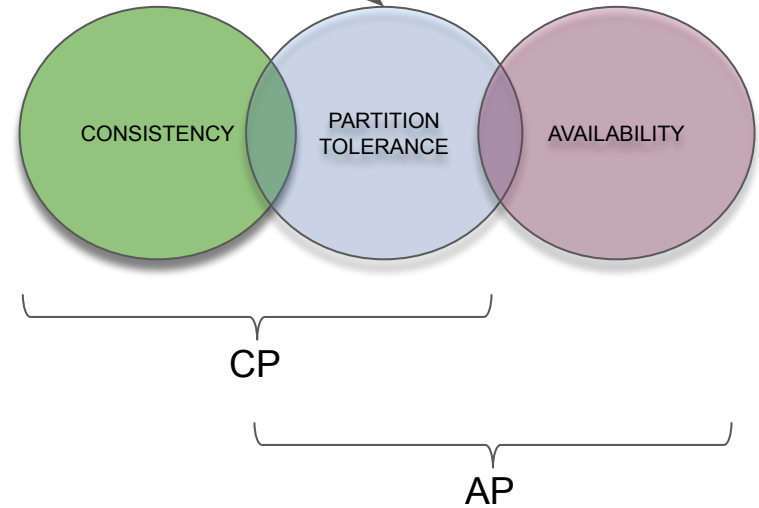 CONSISTENCY
PARTITION
TOLERANCE
AVAILABILITY
CP
AP